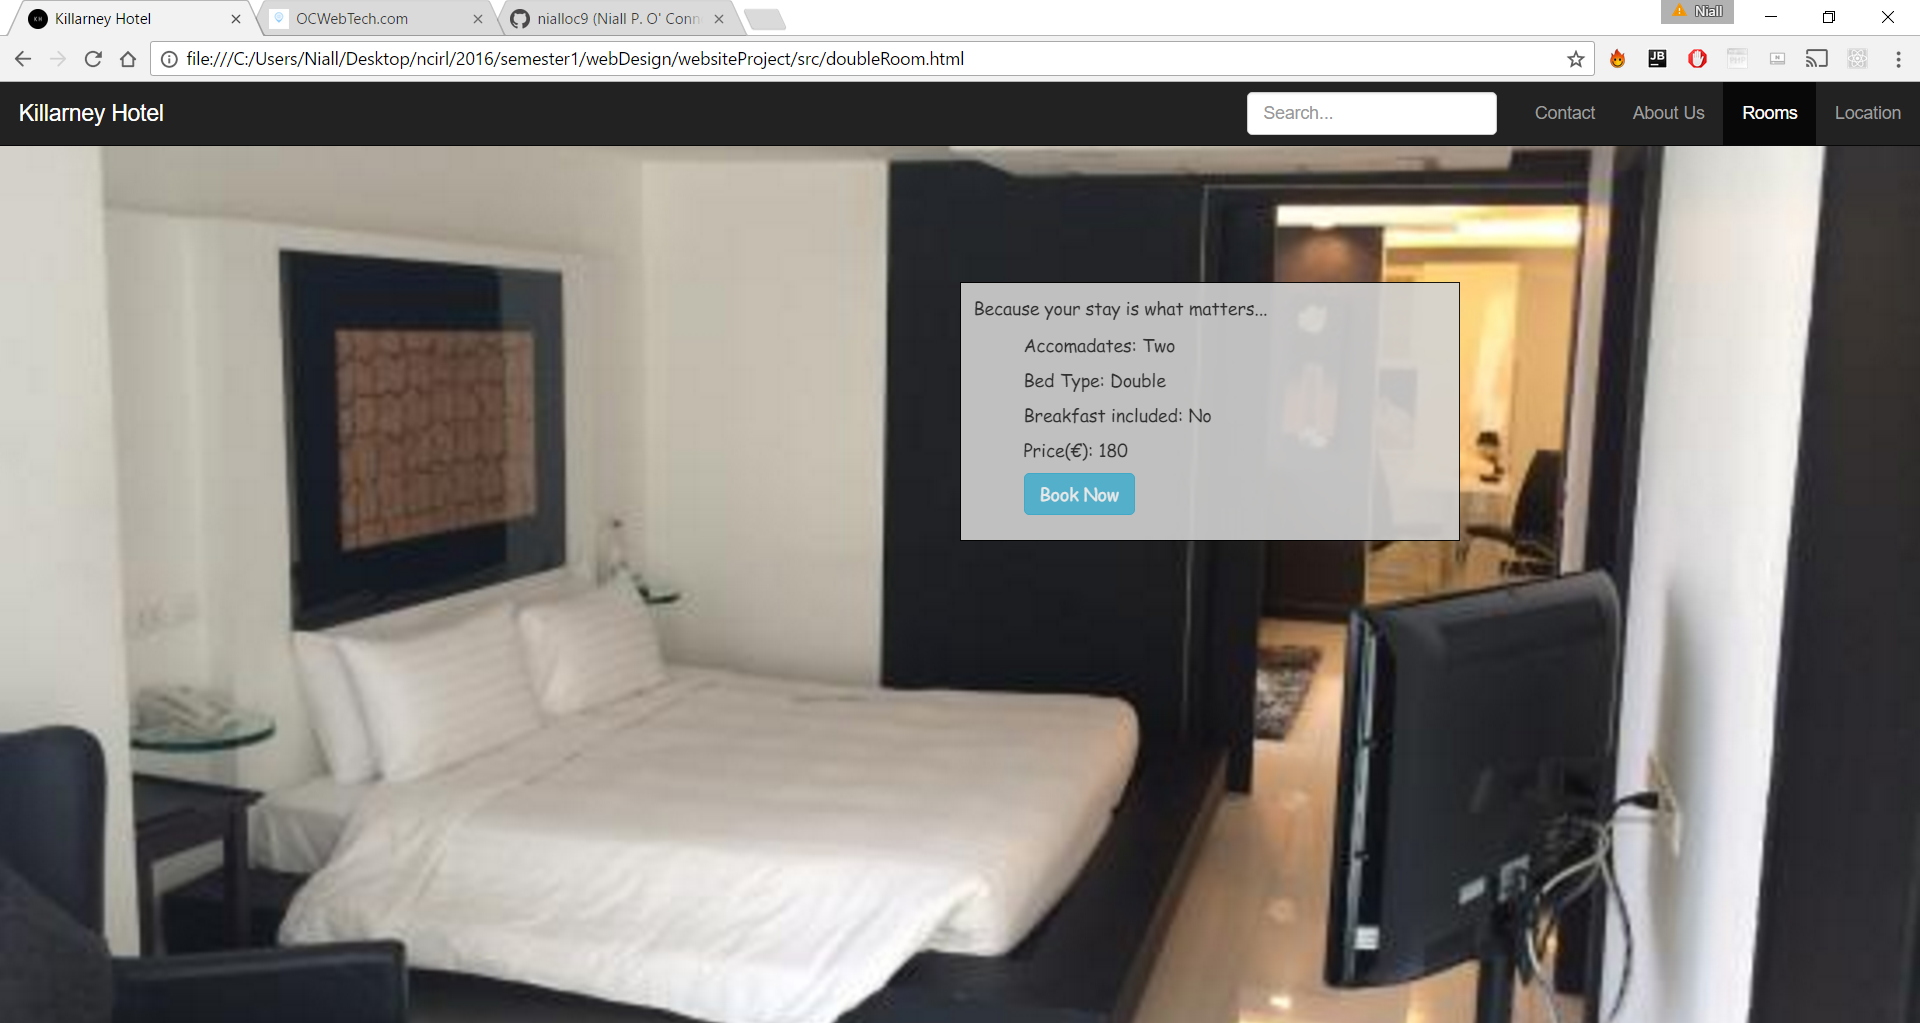 Killarney Hotel
OCWebTech.com
nialloc9 (Niall P. O' Conn
Niall
file:///C:/Users/Niall/Desktop/ncirl/2016/semester1/webDesign/websiteProject/src/doubleRoom.html
JB
Killarney Hotel
Search...
Contact
About Us
Rooms
Location
Because your stay is what matters...
Accomadates: Two
Bed Type: Double
Breakfast included: No
Price(€): 180
Book Now